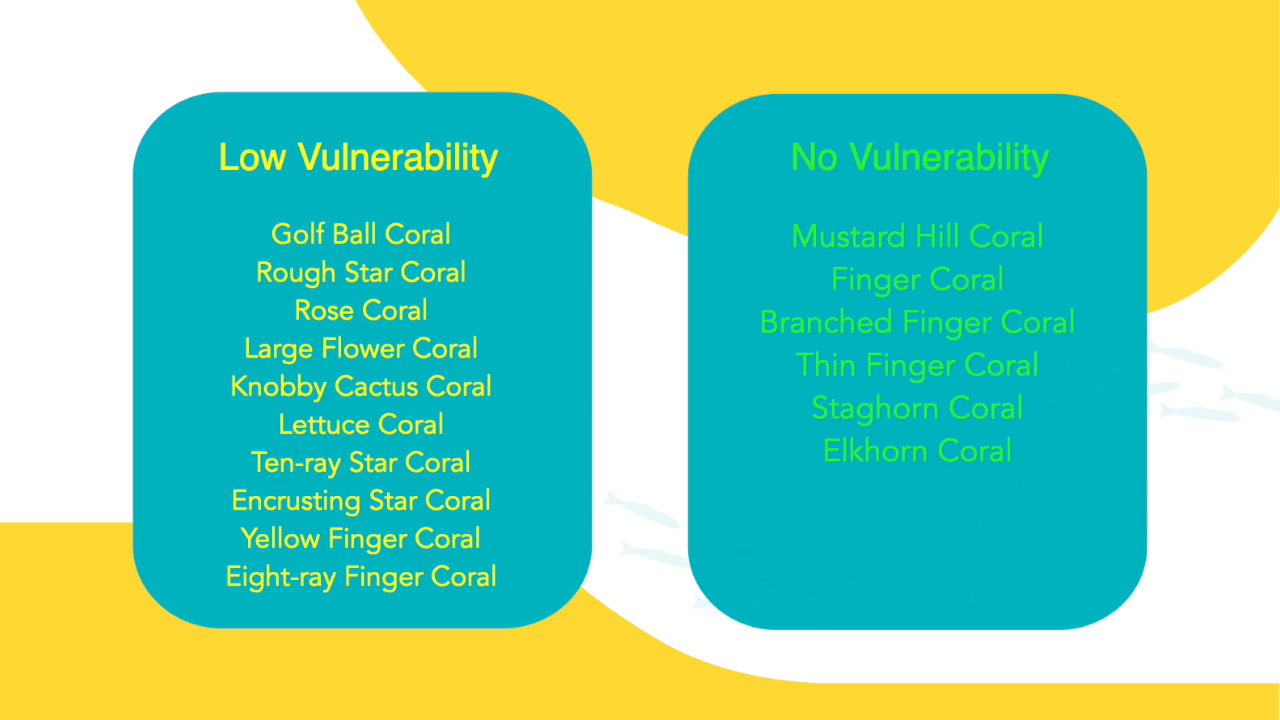 Low Vulnerability
Golf Ball Coral
Rough Star Coral
Rose Coral
Large Flower Coral
Knobby Cactus Coral
Lettuce Coral
Ten-ray Star Coral
Encrusting Star Coral
Yellow Finger Coral
Eight-ray Finger Coral
No Vulnerability
Mustard Hill Coral
Finger Coral
Branched Finger Coral
Thin Finger Coral
Staghorn Coral
Elkhorn Coral